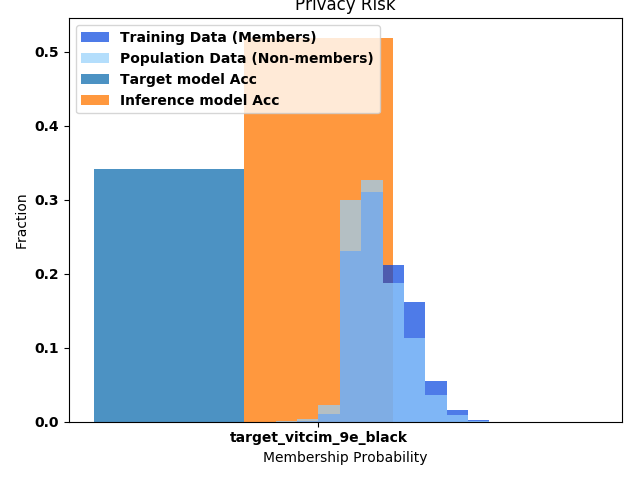 Privacy Risk
Training Data (Members)
Population Data (Non-members)
Target model Acc
Inference model Acc
0.5
0.4
0.3
0.2
0.1
0.0
Fraction
target_vitcim_9e_black
Membership Probability